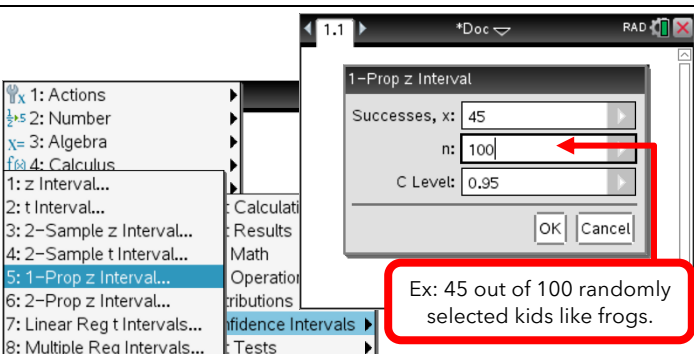 1.1
*Doc
RAD
1-Prop z Interval
Successes, x: 45
n: 100
C Level: 0.95
OK Cancel
Ex: 45 out of 100 randomly
selected kids like frogs.
1: Actions
2: Number
3: Algebra
4: Calculus
1: z Interval...
2: t Interval...
3: 2-Sample z Interval...
4: 2-Sample t Interval...
5: 1-Prop z Interval...
6: 2-Prop z Interval...
7: Linear Reg t Intervals...
8: Multiple Reg Intervals...
Results
Math
Intervals
Tests